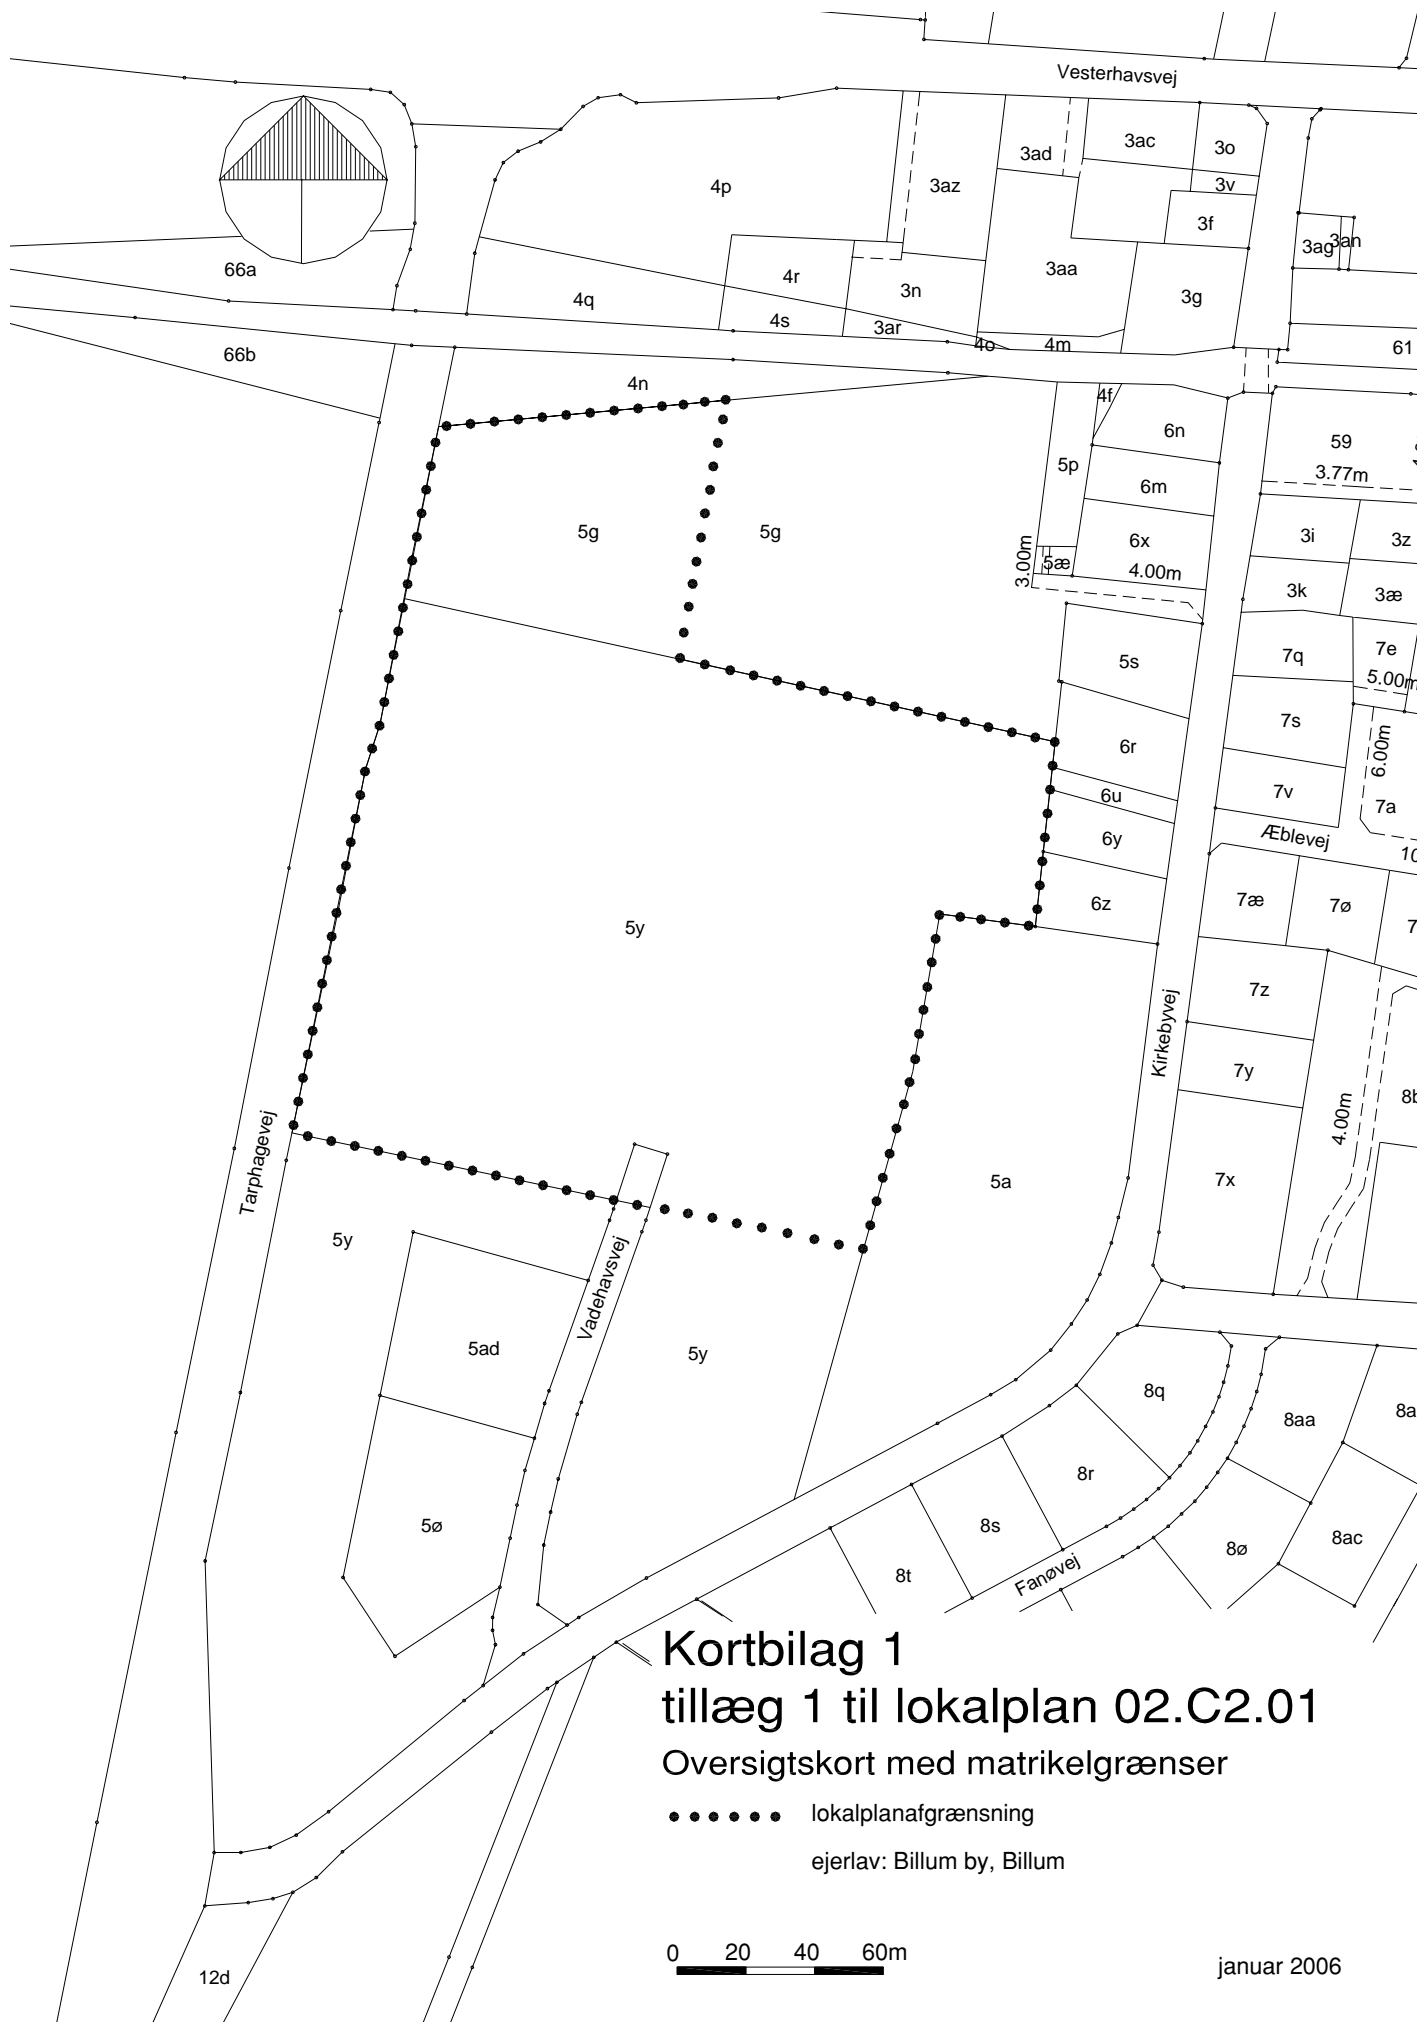 Vesterhavsvej
3ac
3o
3ad
3v
4p
3az
3f
3ag
3an
66a
4r
3aa
3n
3g
4q
4s
3ar
4o
4m
61
66b
4n
4f
6n
59
3.77m
5p
6m
5g
5g
6x
3i
3z
3.00m
5æ
4.00m
3k
3æ
7e
7q
5s
5.00m
7s
6r
6.00m
7v
6u
7a
6y
Æblevej
10
7æ
7ø
7
6z
5y
7z
Kirkebyvej
7y
8b
4.00m
Tarphagevej
5a
7x
5y
Vadehavsvej
5ad
5y
8q
8aa
8a
8r
5ø
8s
8ac
8ø
8t
Fanøvej
Kortbilag 1
tillæg 1 til lokalplan 02.C2.01
Oversigtskort med matrikelgrænser
lokalplanafgrænsning
ejerlav: Billum by, Billum
0 20 40 60m
januar 2006
12d